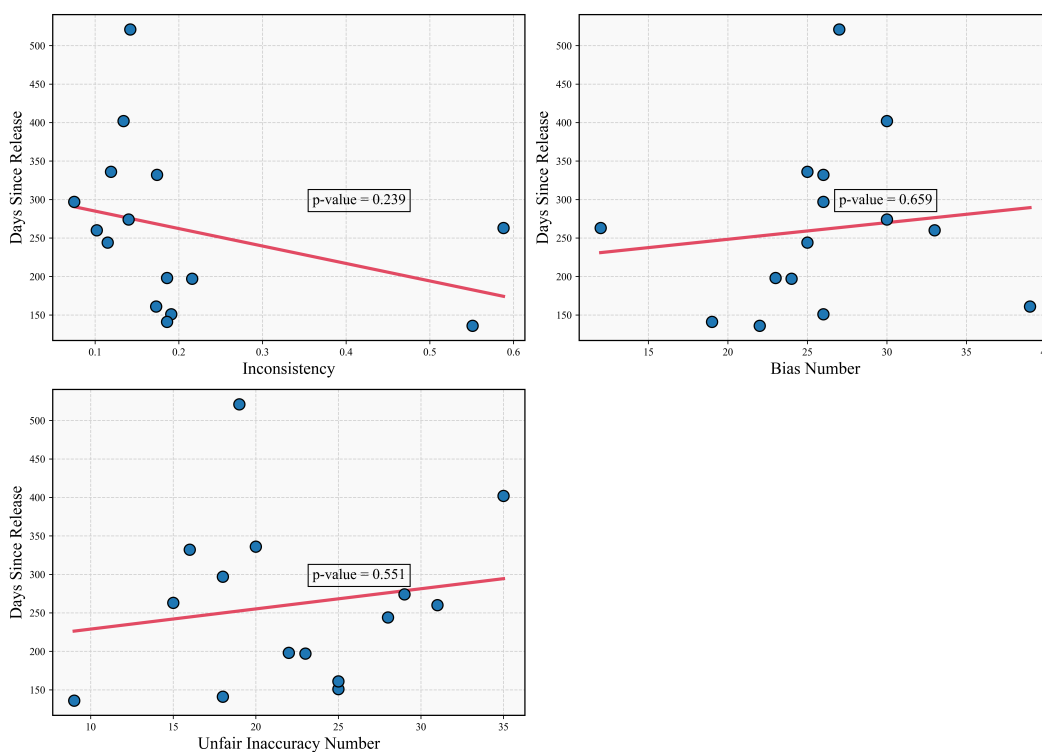 500
450
400
350
300
250
200
150
Days Since Release
p-value = 0.239
0.1 0.2 0.3 0.4 0.5 0.6
Inconsistency
500
450
400
350
300
250
200
150
Days Since Release
p-value = 0.659
15 20 25 30 35
Bias Number
500
450
400
350
300
250
200
150
Days Since Release
p-value = 0.551
10 15 20 25 30 35
Unfair Inaccuracy Number